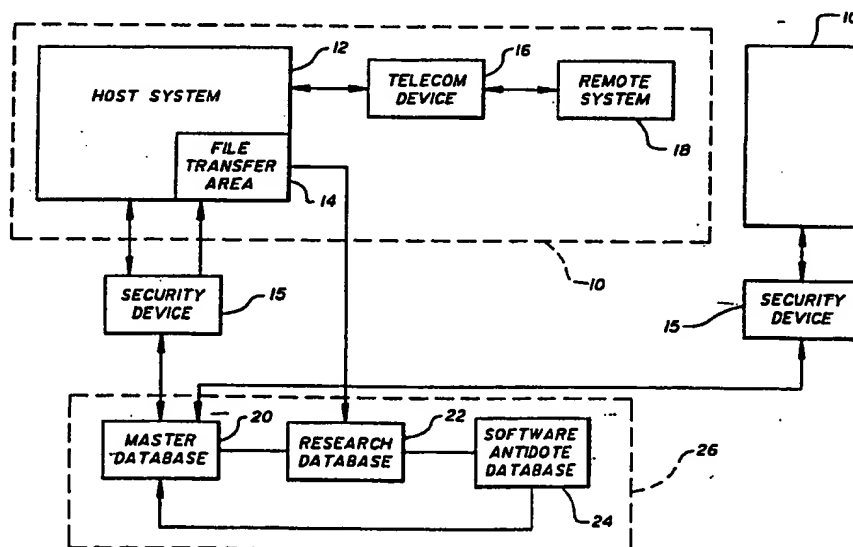 12
HOST SYSTEM
FILE
TRANSFER
AREA
14
TELECOM
DEVICE
16
REMOTE
SYSTEM
18
10
10
SECURITY
DEVICE
15
SECURITY
DEVICE
15
MASTER
DATABASE
20
RESEARCH
DATABASE
22
SOFTWARE
ANTIDOTE
DATABASE
24
26